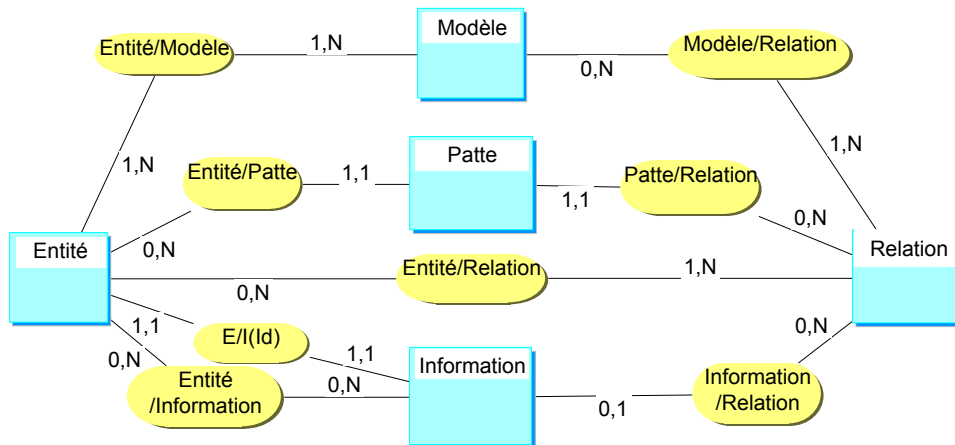 Modèle
Entité/Modèle
1,N
0,N
Modèle/Relation
1,N
1,N
Patte
Entité/Patte
1,1
1,1
Patte/Relation
0,N
0,N
Entité
Relation
Entité/Relation
0,N
1,N
1,1
E/I(Id)
1,1
0,N
0,N
Information
Entité
/Information
0,N
0,1
Information
/Relation